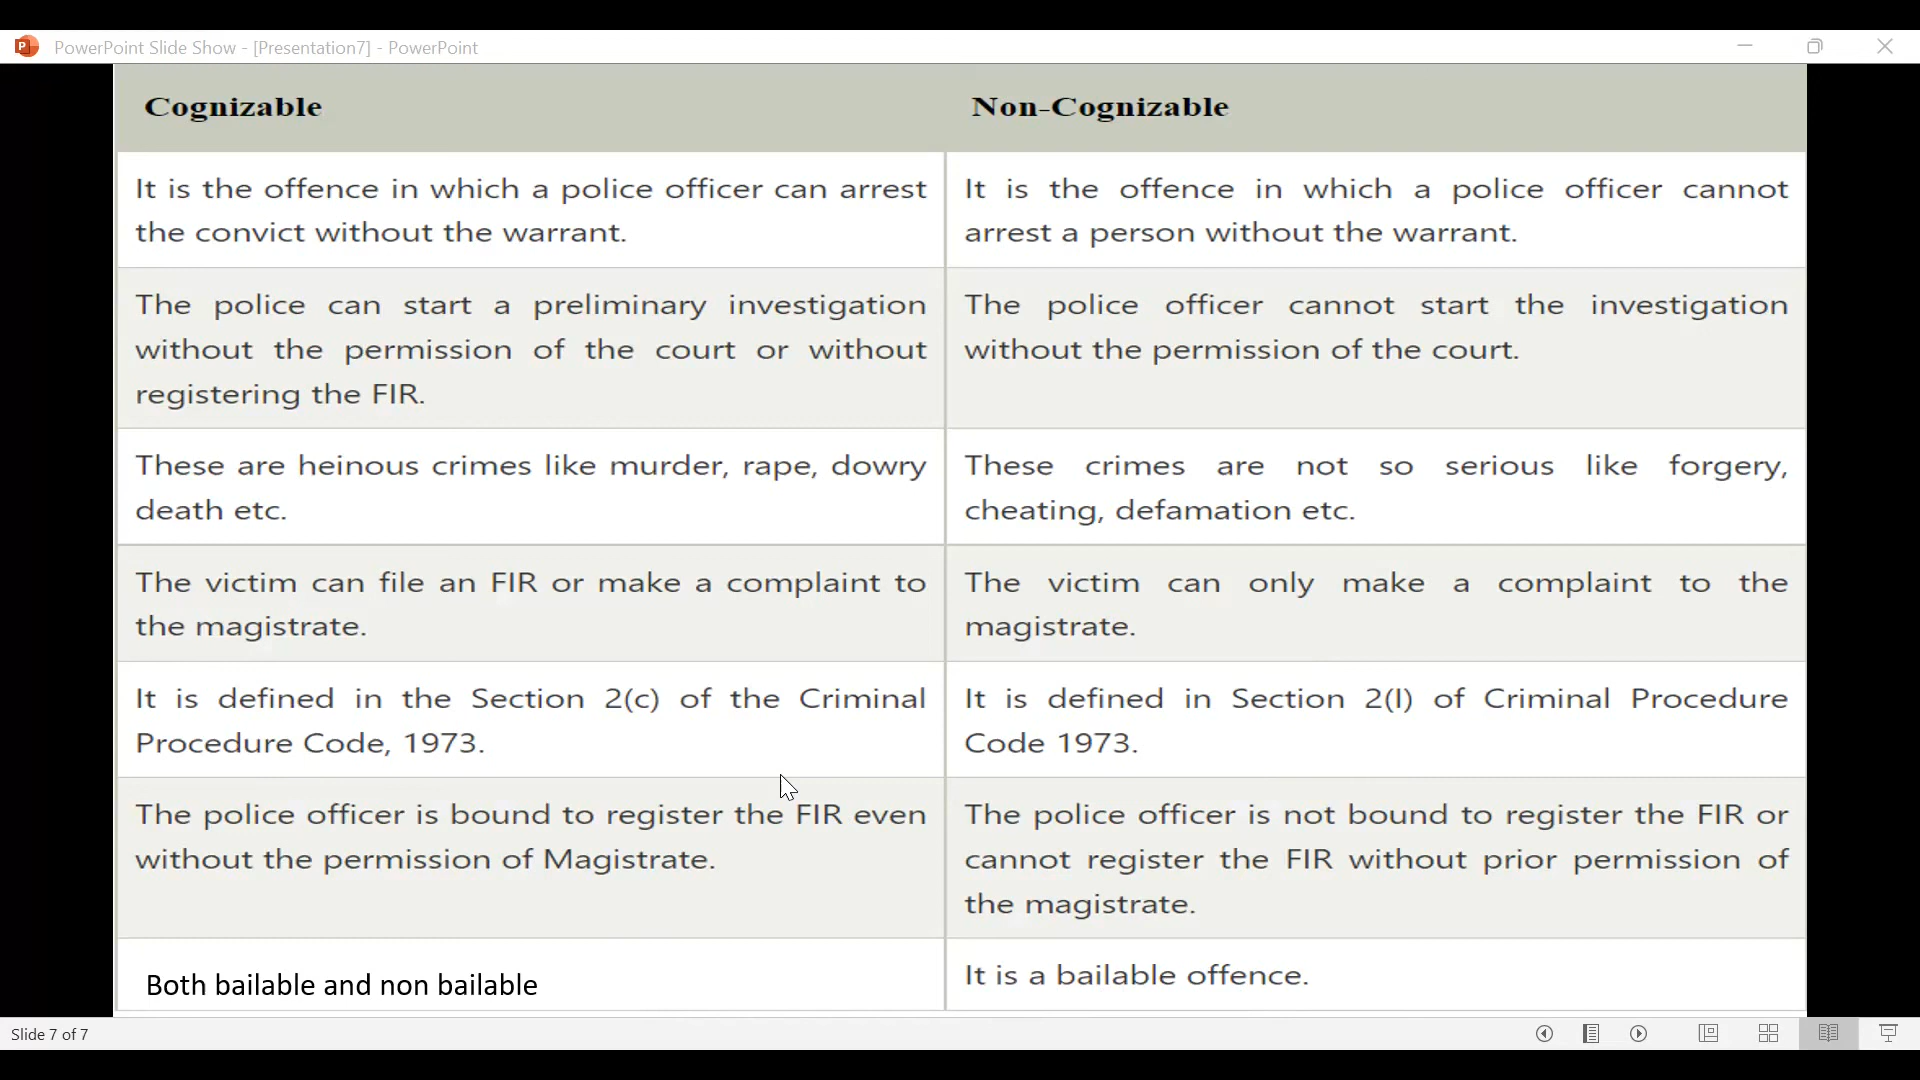 PowerPoint Slide Show - [Presentation7] - PowerPoint
Cognizable
Non-Cognizable
It is the offence in which a police officer can arrest
the convict without the warrant.
It is the offence in which a police officer cannot
arrest a person without the warrant.
The police can start a preliminary investigation
without the permission of the court or without
registering the FIR.
The police officer cannot start the investigation
without the permission of the court.
These are heinous crimes like murder, rape, dowry
death etc.
These crimes are not so serious like forgery,
cheating, defamation etc.
The victim can file an FIR or make a complaint to
the magistrate.
The victim can only make a complaint to the
magistrate.
It is defined in the Section 2(c) of the Criminal
Procedure Code, 1973.
It is defined in Section 2(I) of Criminal Procedure
Code 1973.
The police officer is bound to register the FIR even
without the permission of Magistrate.
The police officer is not bound to register the FIR or
cannot register the FIR without prior permission of
the magistrate.
Both bailable and non bailable
It is a bailable offence.
Slide 7 of 7